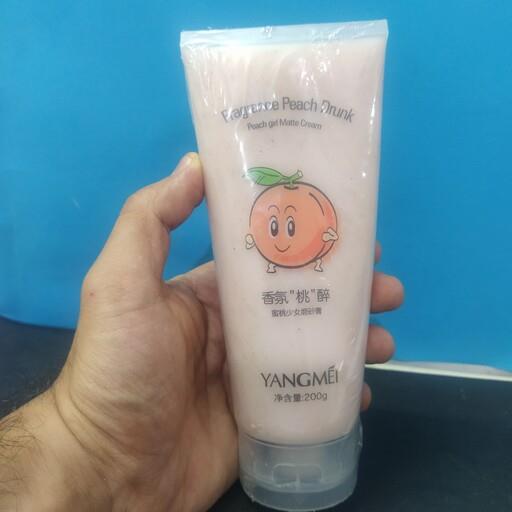 Fragrance Peach Drunk
Peach girl Matte Cream
香氛"桃"醉
蜜桃少女磨砂膏
YANGMÉI
净含量:200g